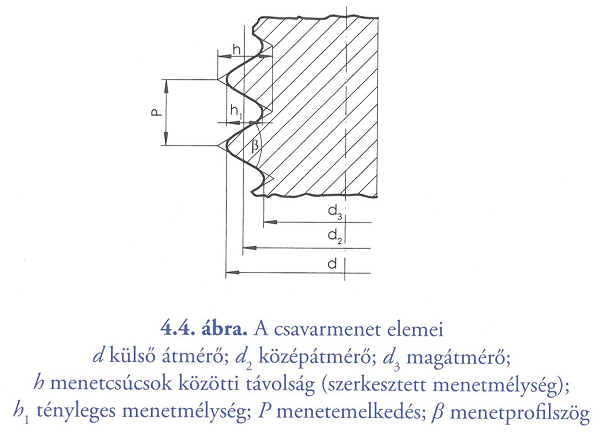 h
P
h₁
β
d₃
d₂
d
4.4. ábra. A csavarmenet elemei
d külső átmérő; d₂ középátmérő; d₃ magátmérő;
h menetcsúcsok közötti távolság (szerkesztett menetmélység);
h₁ tényleges menetmélység; P menetemelkedés; β menetprofilszög